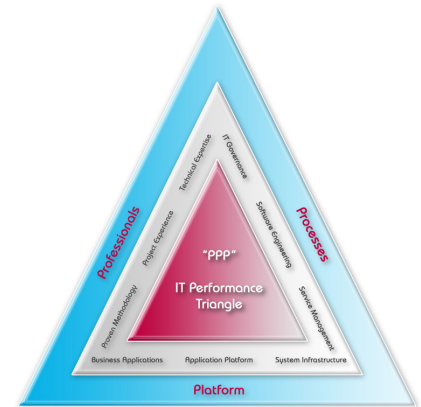 Professionals
Processes
Technical Expertise
IT Governance
Project Experience
Software Engineering
Proven Methodology
Service Management
"PPP"
IT Performance
Triangle
Business Applications
Application Platform
System Infrastructure
Platform